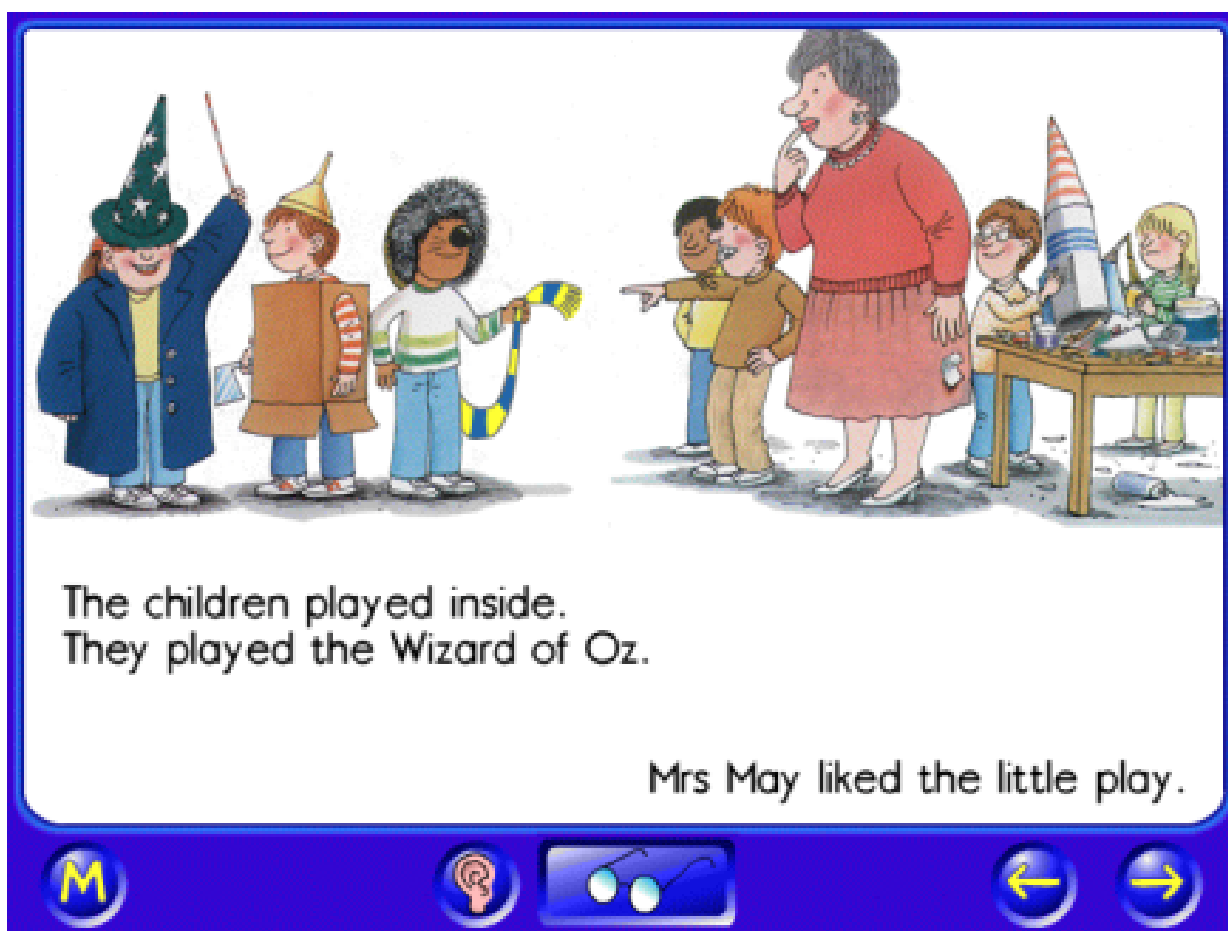 The children played inside.
They played the Wizard of Oz.
Mrs May liked the little play.
M